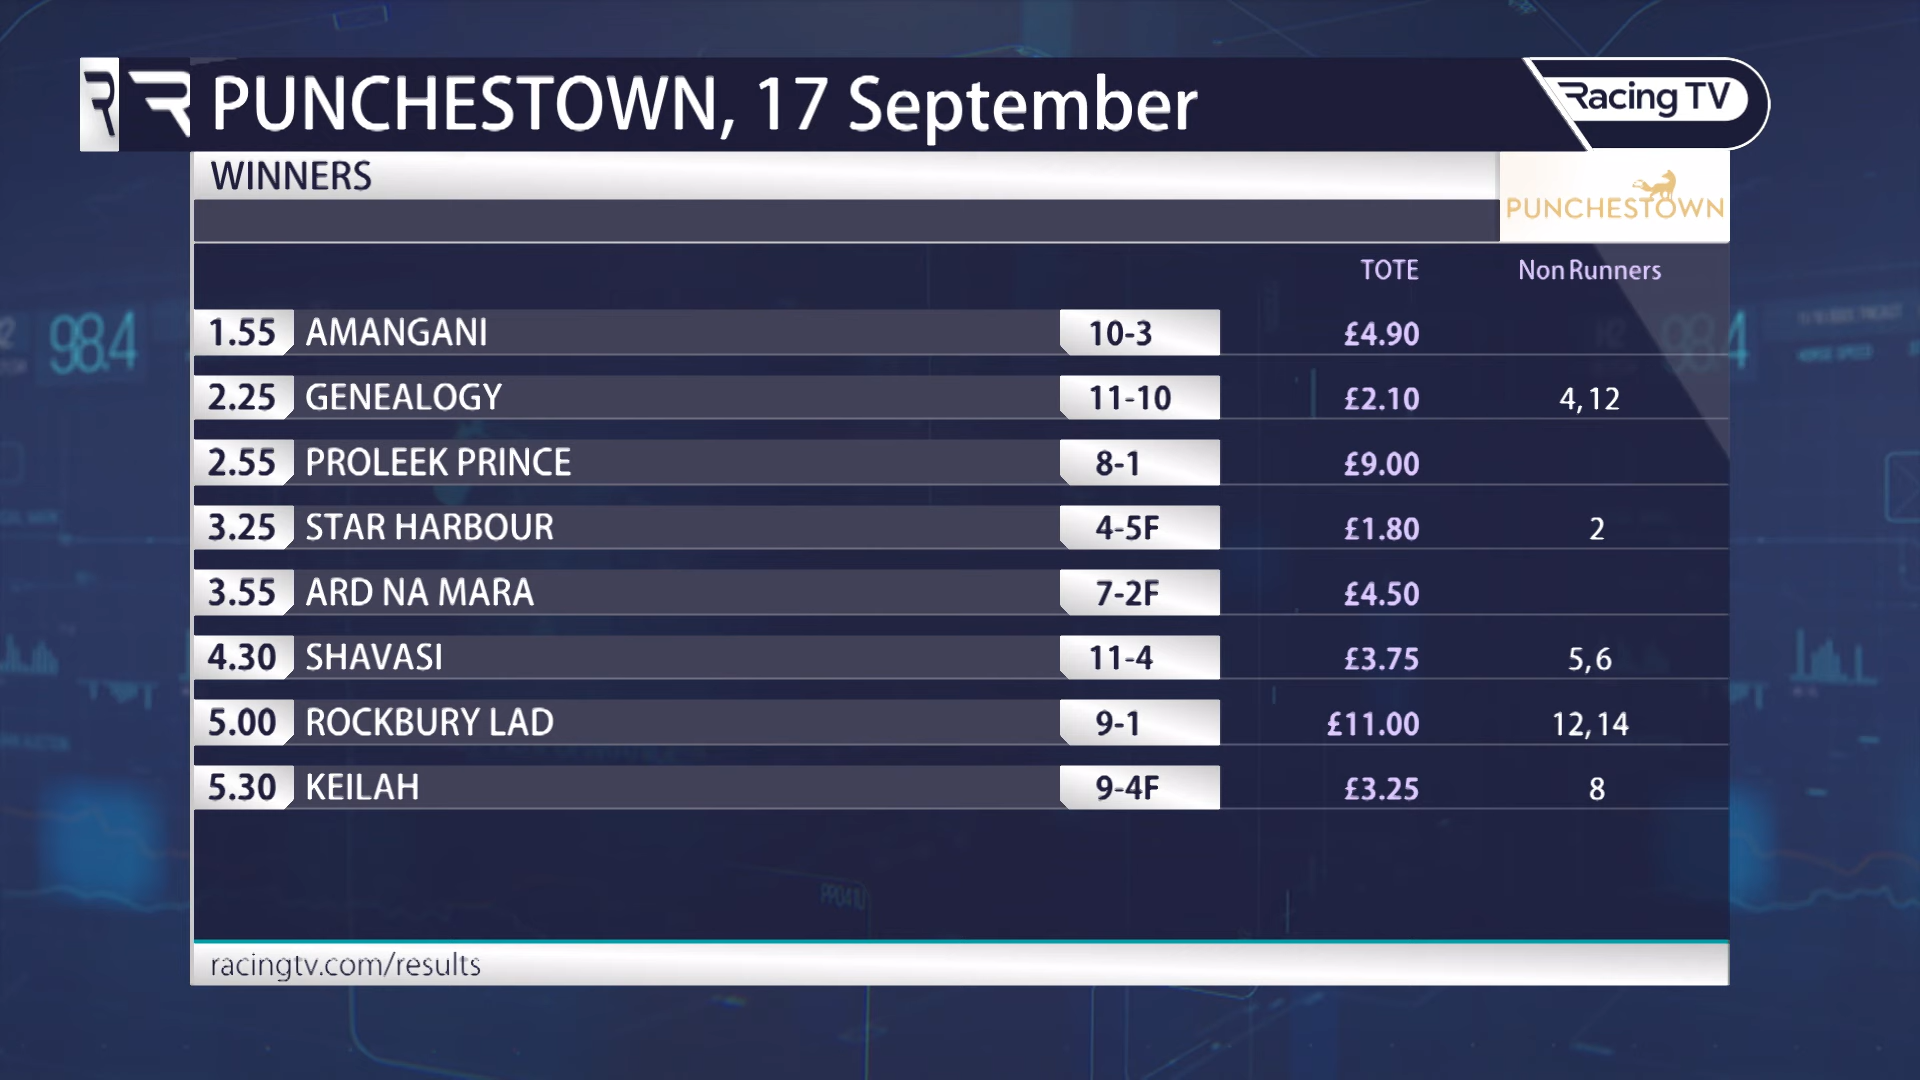 PUNCHESTOWN, 17 September
Racing TV
WINNERS
PUNCHESTOWN
TOTE Non Runners
1.55 AMANGANI 10-3 £4.90
2.25 GENEALOGY 11-10 £2.10 4,12
2.55 PROLEEK PRINCE 8-1 £9.00
3.25 STAR HARBOUR 4-5F £1.80 2
3.55 ARD NA MARA 7-2F £4.50
4.30 SHAVASI 11-4 £3.75 5,6
5.00 ROCKBURY LAD 9-1 £11.00 12,14
5.30 KEILAH 9-4F £3.25 8
racingtv.com/results
98.4
98.4